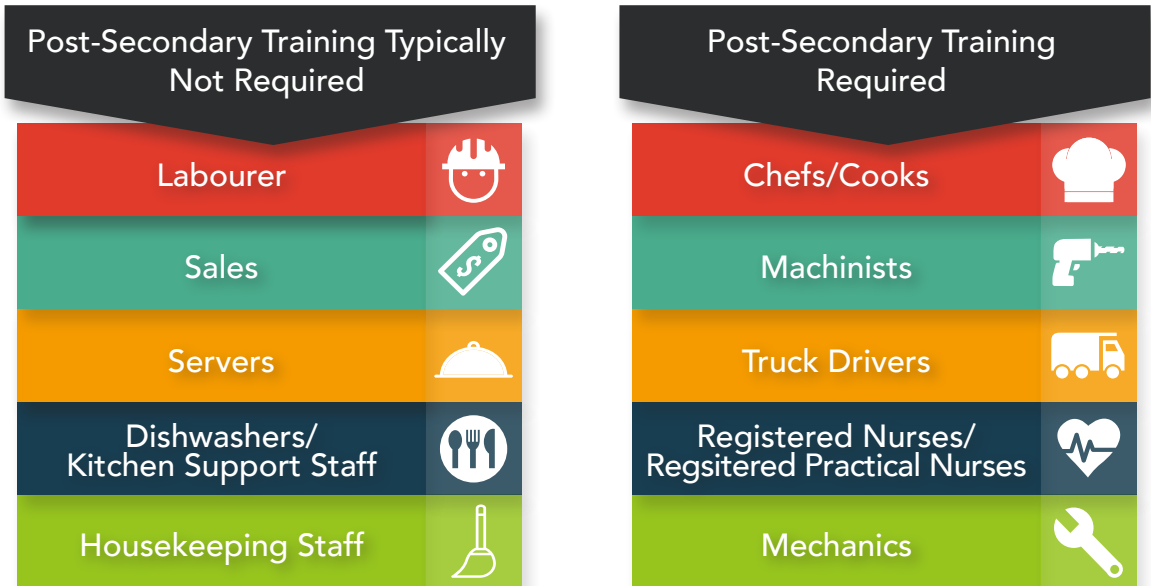 Post-Secondary Training Typically
Not Required
Labourer
Sales
$
Servers
Dishwashers/
Kitchen Support Staff
Housekeeping Staff
Post-Secondary Training
Required
Chefs/Cooks
Machinists
Truck Drivers
Registered Nurses/
Regsitered Practical Nurses
Mechanics